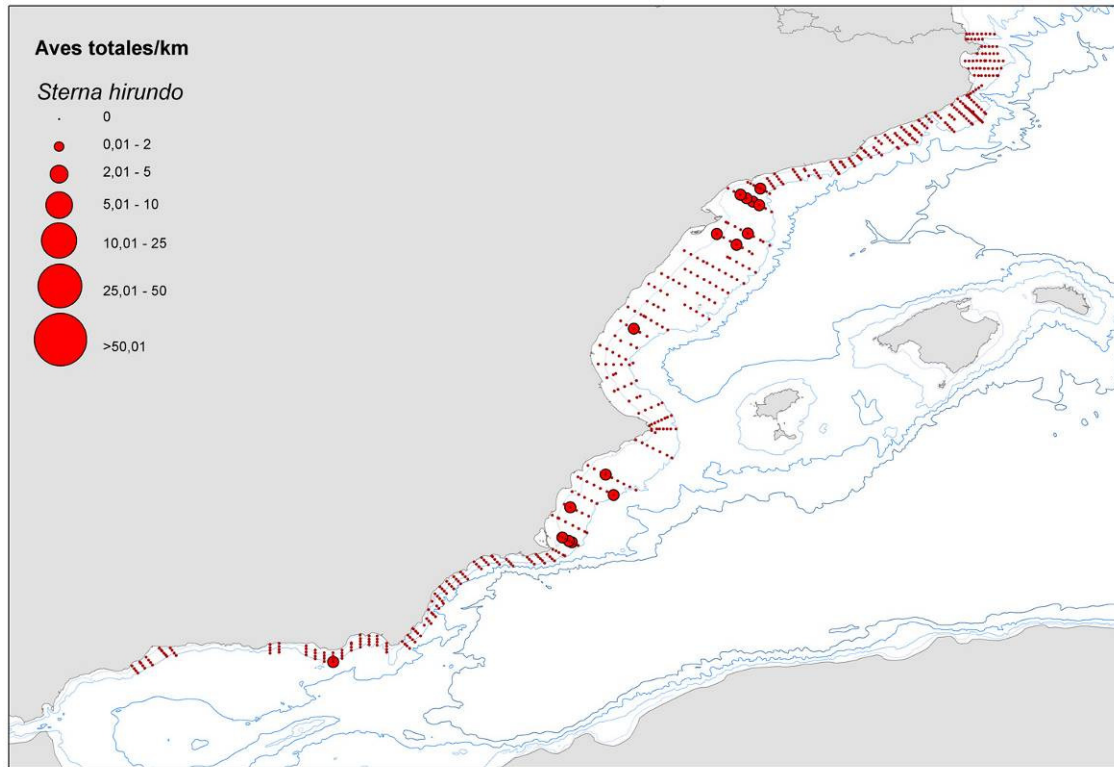 Aves totales/km
Sterna hirundo
0
0,01 - 2
2,01 - 5
5,01 - 10
10,01 - 25
25,01 - 50
>50,01